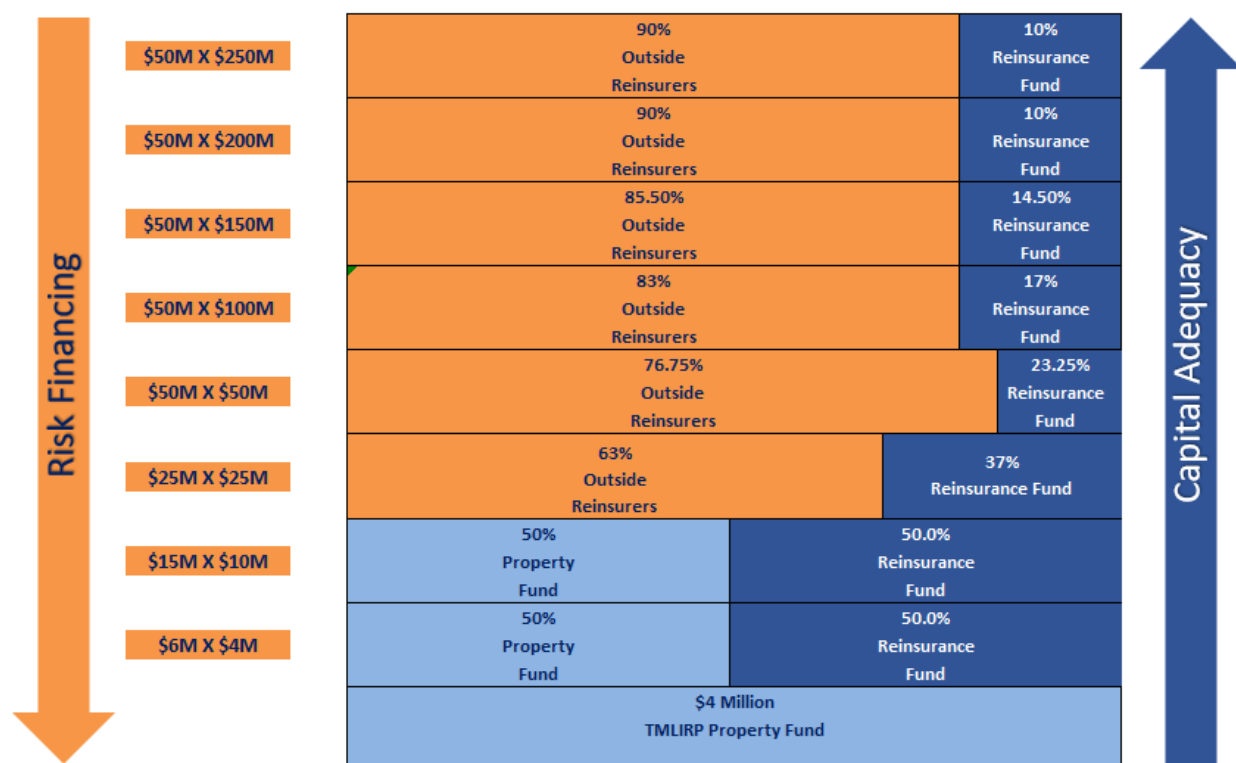 Risk Financing
$50M X $250M
90%
Outside
Reinsurers
10%
Reinsurance
Fund
$50M X $200M
90%
Outside
Reinsurers
10%
Reinsurance
Fund
$50M X $150M
85.50%
Outside
Reinsurers
14.50%
Reinsurance
Fund
$50M X $100M
83%
Outside
Reinsurers
17%
Reinsurance
Fund
$50M X $50M
76.75%
Outside
Reinsurers
23.25%
Reinsurance
Fund
$25M X $25M
63%
Outside
Reinsurers
37%
Reinsurance Fund
$15M X $10M
50%
Property
Fund
50.0%
Reinsurance
Fund
$6M X $4M
50%
Property
Fund
50.0%
Reinsurance
Fund
$4 Million
TMLIRP Property Fund
Capital Adequacy